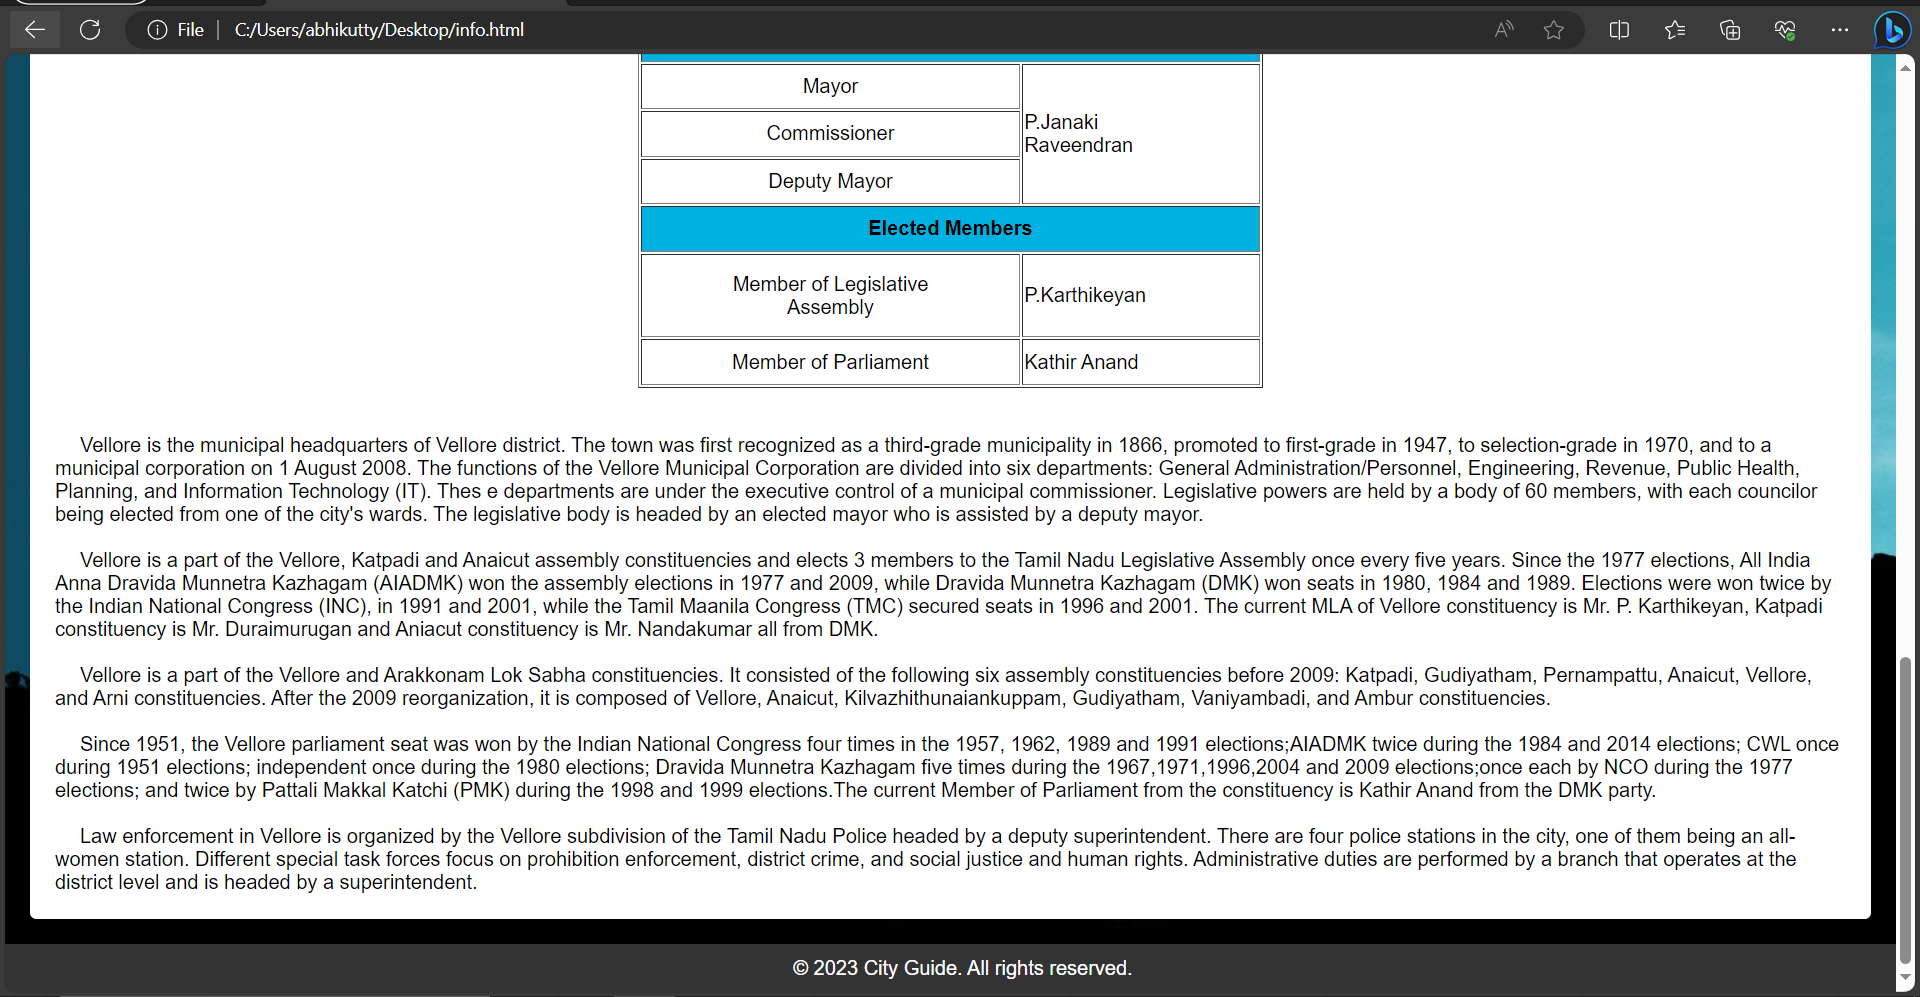 File
C:/Users/abhikutty/Desktop/info.html
Mayor
Commissioner
Deputy Mayor
P.Janaki
Raveendran
Elected Members
Member of Legislative
Assembly
P.Karthikeyan
Member of Parliament
Kathir Anand
Vellore is the municipal headquarters of Vellore district. The town was first recognized as a third-grade municipality in 1866, promoted to first-grade in 1947, to selection-grade in 1970, and to a
municipal corporation on 1 August 2008. The functions of the Vellore Municipal Corporation are divided into six departments: General Administration/Personnel, Engineering, Revenue, Public Health,
Planning, and Information Technology (IT). Thes e departments are under the executive control of a municipal commissioner. Legislative powers are held by a body of 60 members, with each councilor
being elected from one of the city's wards. The legislative body is headed by an elected mayor who is assisted by a deputy mayor.
Vellore is a part of the Vellore, Katpadi and Anaicut assembly constituencies and elects 3 members to the Tamil Nadu Legislative Assembly once every five years. Since the 1977 elections, All India
Anna Dravida Munnetra Kazhagam (AIADMK) won the assembly elections in 1977 and 2009, while Dravida Munnetra Kazhagam (DMK) won seats in 1980, 1984 and 1989. Elections were won twice by
the Indian National Congress (INC), in 1991 and 2001, while the Tamil Maanila Congress (TMC) secured seats in 1996 and 2001. The current MLA of Vellore constituency is Mr. P. Karthikeyan, Katpadi
constituency is Mr. Duraimurugan and Aniacut constituency is Mr. Nandakumar all from DMK.
Vellore is a part of the Vellore and Arakkonam Lok Sabha constituencies. It consisted of the following six assembly constituencies before 2009: Katpadi, Gudiyatham, Pernampattu, Anaicut, Vellore,
and Arni constituencies. After the 2009 reorganization, it is composed of Vellore, Anaicut, Kilvazhithunaiankuppam, Gudiyatham, Vaniyambadi, and Ambur constituencies.
Since 1951, the Vellore parliament seat was won by the Indian National Congress four times in the 1957, 1962, 1989 and 1991 elections;AIADMK twice during the 1984 and 2014 elections; CWL once
during 1951 elections; independent once during the 1980 elections; Dravida Munnetra Kazhagam five times during the 1967,1971,1996,2004 and 2009 elections;once each by NCO during the 1977
elections; and twice by Pattali Makkal Katchi (PMK) during the 1998 and 1999 elections.The current Member of Parliament from the constituency is Kathir Anand from the DMK party.
Law enforcement in Vellore is organized by the Vellore subdivision of the Tamil Nadu Police headed by a deputy superintendent. There are four police stations in the city, one of them being an all-
women station. Different special task forces focus on prohibition enforcement, district crime, and social justice and human rights. Administrative duties are performed by a branch that operates at the
district level and is headed by a superintendent.
© 2023 City Guide. All rights reserved.